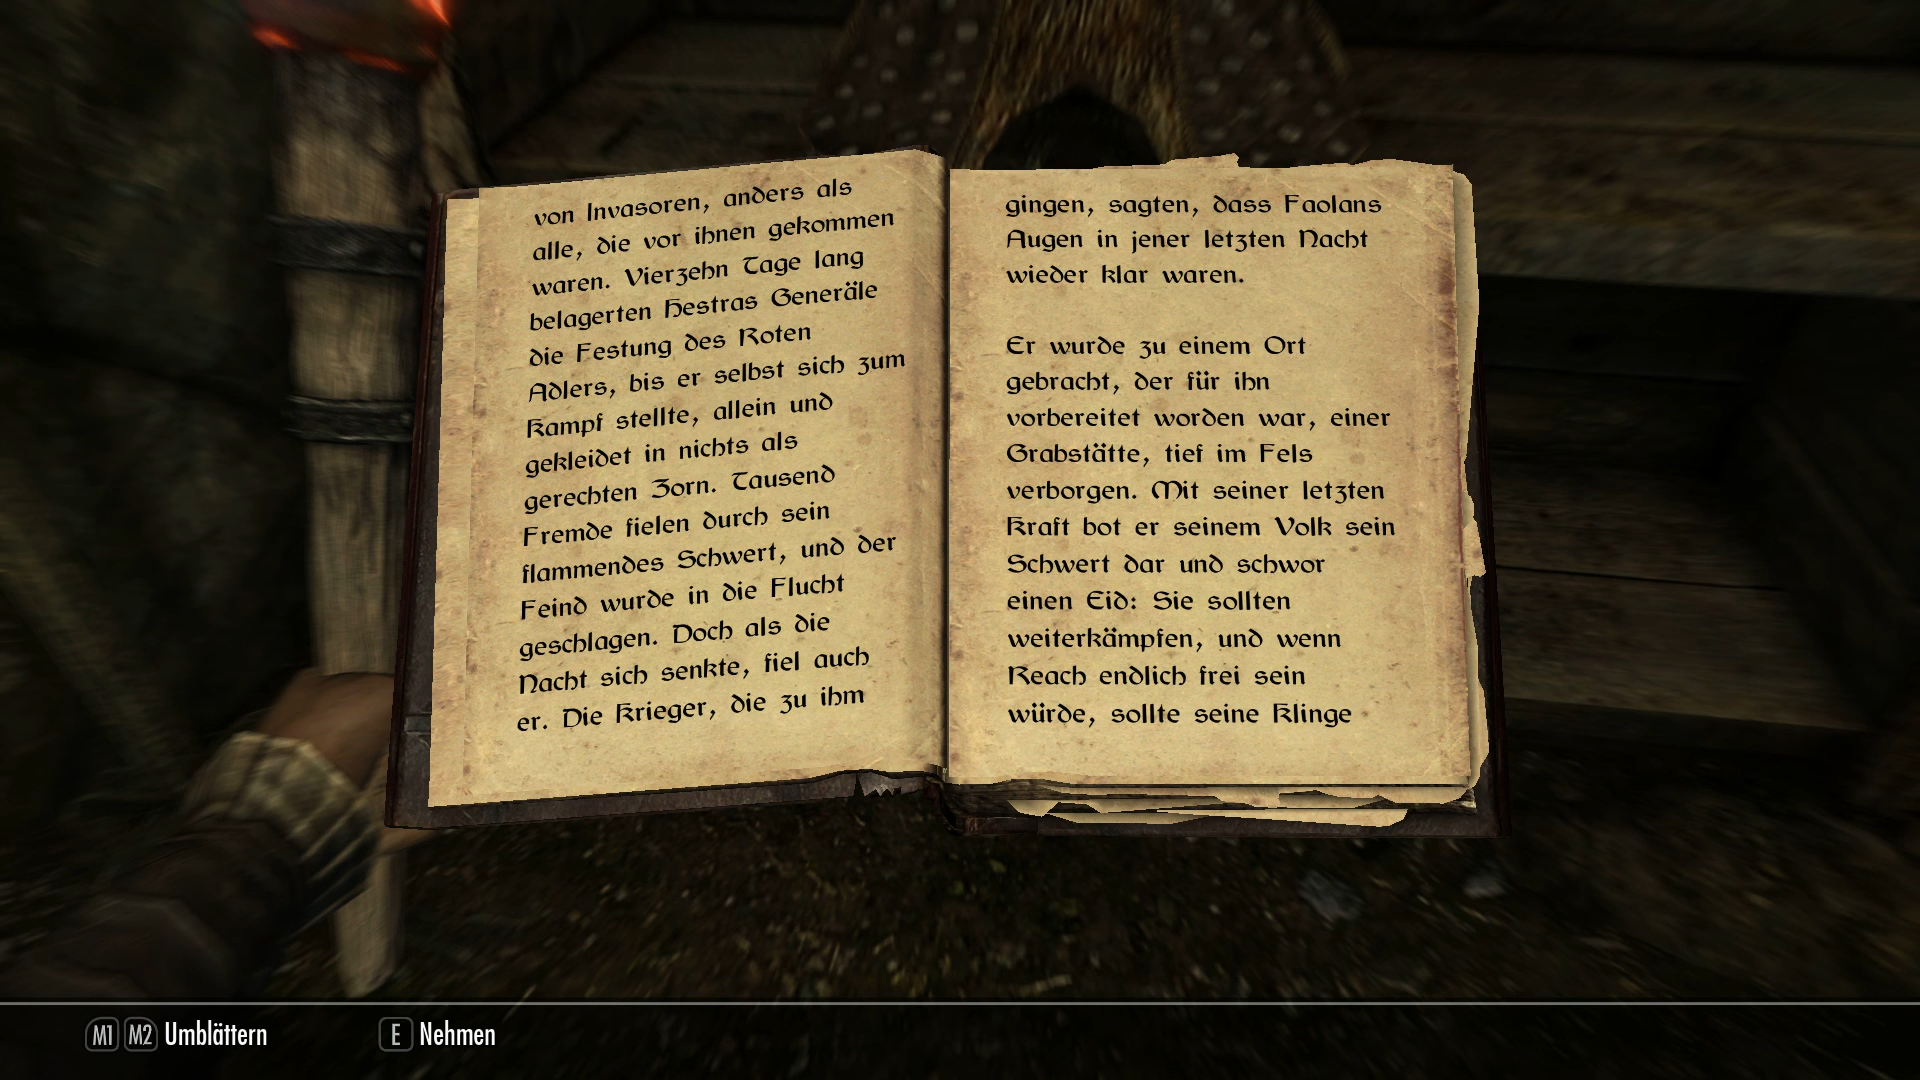 von Invasoren, anders als
alle, die vor ihnen gekommen
waren. Vierzehn Tage lang
belagerten Hestras Generäle
die Festung des Roten
Adlers, bis er selbst sich zum
Kampf stellte, allein und
gekleidet in nichts als
gerechten Zorn. Tausend
Fremde fielen durch sein
flammendes Schwert, und der
Feind wurde in die Flucht
geschlagen. Doch als die
Nacht sich senkte, fiel auch
er. Die Krieger, die zu ihm
gingen, sagten, dass Faolans
Augen in jener letzten Nacht
wieder klar waren.
Er wurde zu einem Ort
gebracht, der für ihn
vorbereitet worden war, einer
Grabstätte, tief im Fels
verborgen. Mit seiner letzten
Kraft bot er seinem Volk sein
Schwert dar und schwor
einen Eid: Sie sollten
weiterkämpfen, und wenn
Reach endlich frei sein
würde, sollte seine Klinge
M1 M2 Umblättern
E Nehmen